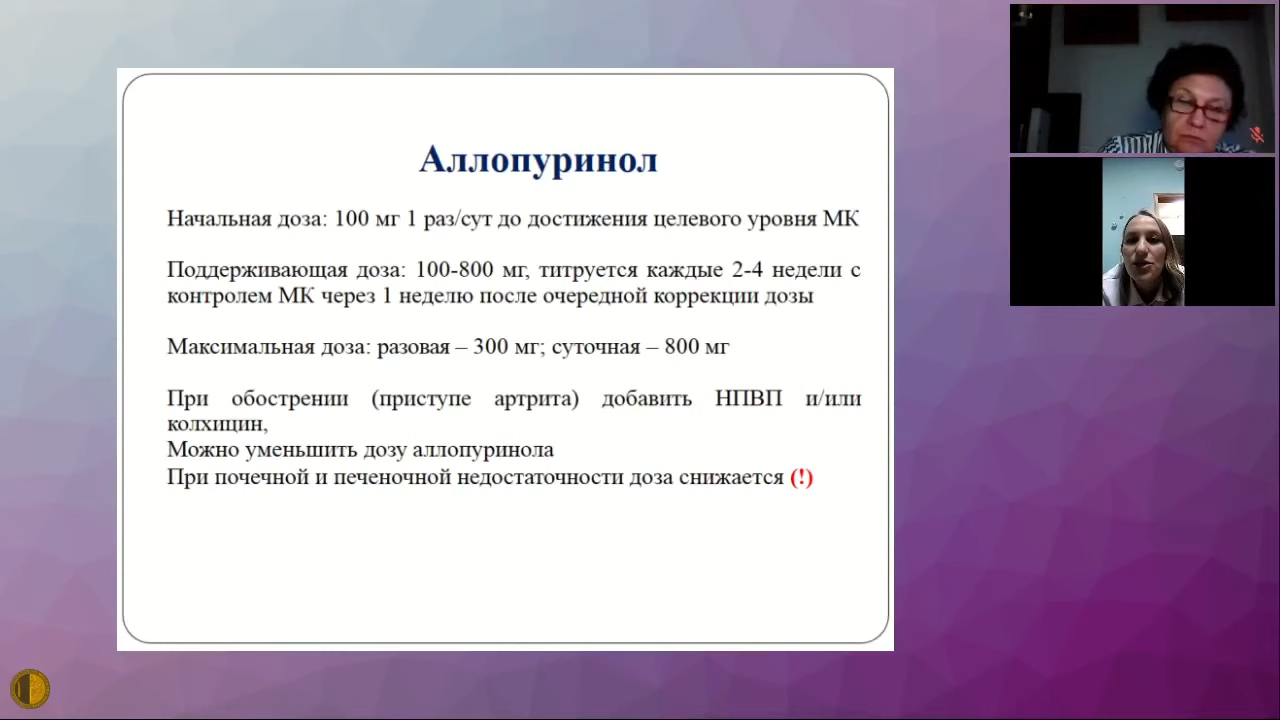 Аллопуринол
Начальная доза: 100 мг 1 раз/сут до достижения целевого уровня МК
Поддерживающая доза: 100-800 мг, титруется каждые 2-4 недели с
контролем МК через 1 неделю после очередной коррекции дозы
Максимальная доза: разовая – 300 мг; суточная – 800 мг
При обострении (приступе артрита) добавить НПВП и/или
колхицин,
Можно уменьшить дозу аллопуринола
При почечной и печеночной недостаточности доза снижается (!)